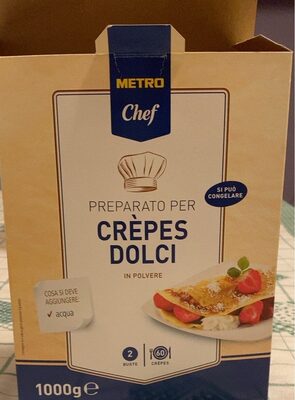 METRO
Chef
PREPARATO PER
CRÈPES
DOLCI
IN POLVERE
SI PUÒ
CONGELARE
COSA SI DEVE
AGGIUNGERE:
✓ acqua
2
BUSTE
60
CRÊPES
1000g ℮